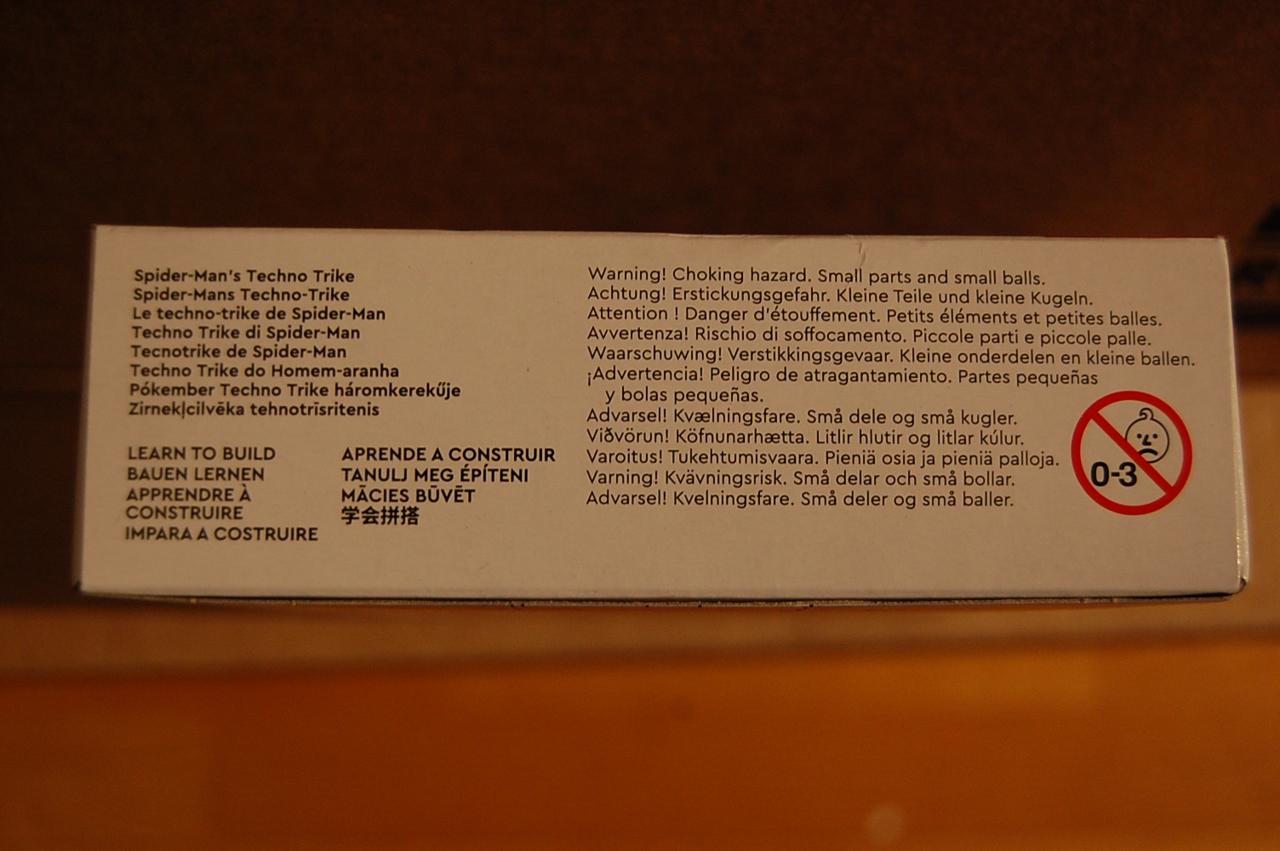 Spider-Man's Techno Trike
Spider-Mans Techno-Trike
Le techno-trike de Spider-Man
Techno Trike di Spider-Man
Tecnotrike de Spider-Man
Techno Trike do Homem-aranha
Pókember Techno Trike háromkerekűje
Zirnekļcilvēka tehnotrīsritenis
LEARN TO BUILD
BAUEN LERNEN
APPRENDRE À
CONSTRUIRE
IMPARA A COSTRUIRE
APRENDE A CONSTRUIR
TANULJ MEG ÉPÍTENI
MĀCIES BŪVĒT
学会拼搭
Warning! Choking hazard. Small parts and small balls.
Achtung! Erstickungsgefahr. Kleine Teile und kleine Kugeln.
Attention ! Danger d'étouffement. Petits éléments et petites balles.
Avvertenza! Rischio di soffocamento. Piccole parti e piccole palle.
Waarschuwing! Verstikkingsgevaar. Kleine onderdelen en kleine ballen.
¡Advertencia! Peligro de atragantamiento. Partes pequeñas
y bolas pequeñas.
Advarsel! Kvælningsfare. Små dele og små kugler.
Viðvörun! Köfnunarhætta. Litlir hlutir og litlar kúlur.
Varoitus! Tukehtumisvaara. Pieniä osia ja pieniä palloja.
Varning! Kvävningsrisk. Små delar och små bollar.
Advarsel! Kvelningsfare. Små deler og små baller.
0-3